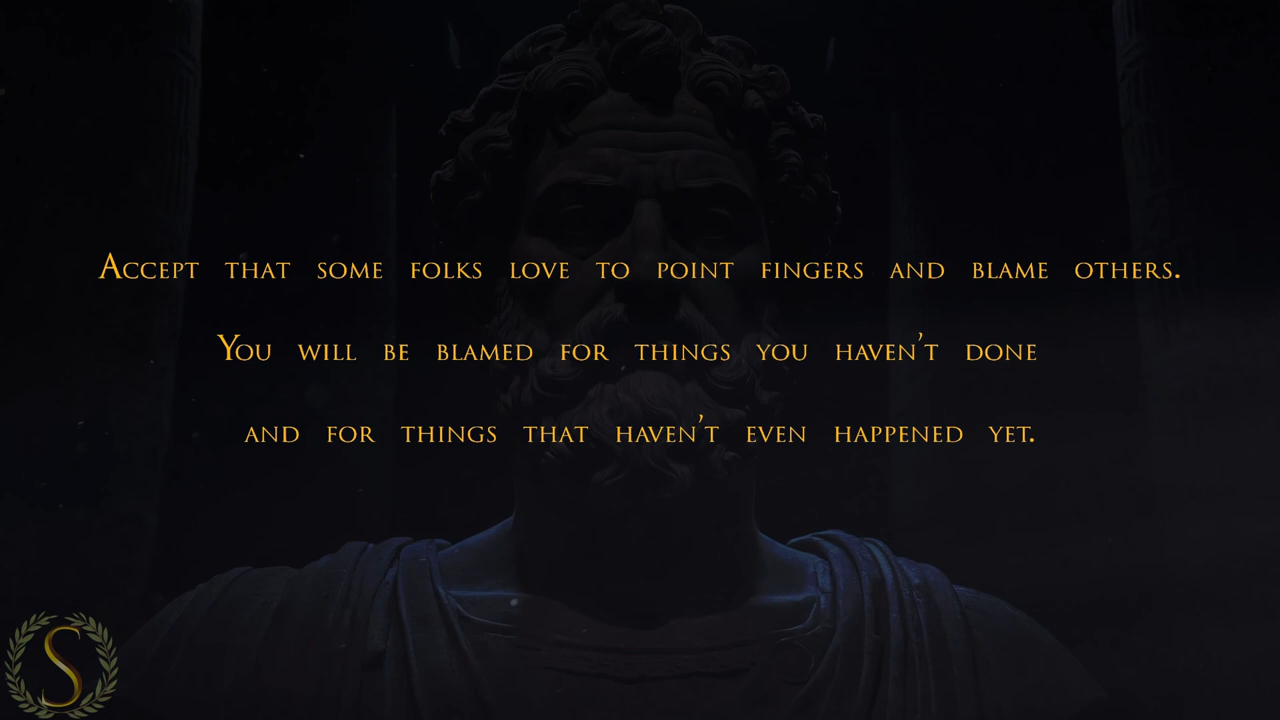 Accept that some folks love to point fingers and blame others.
You will be blamed for things you haven't done
and for things that haven't even happened yet.
S